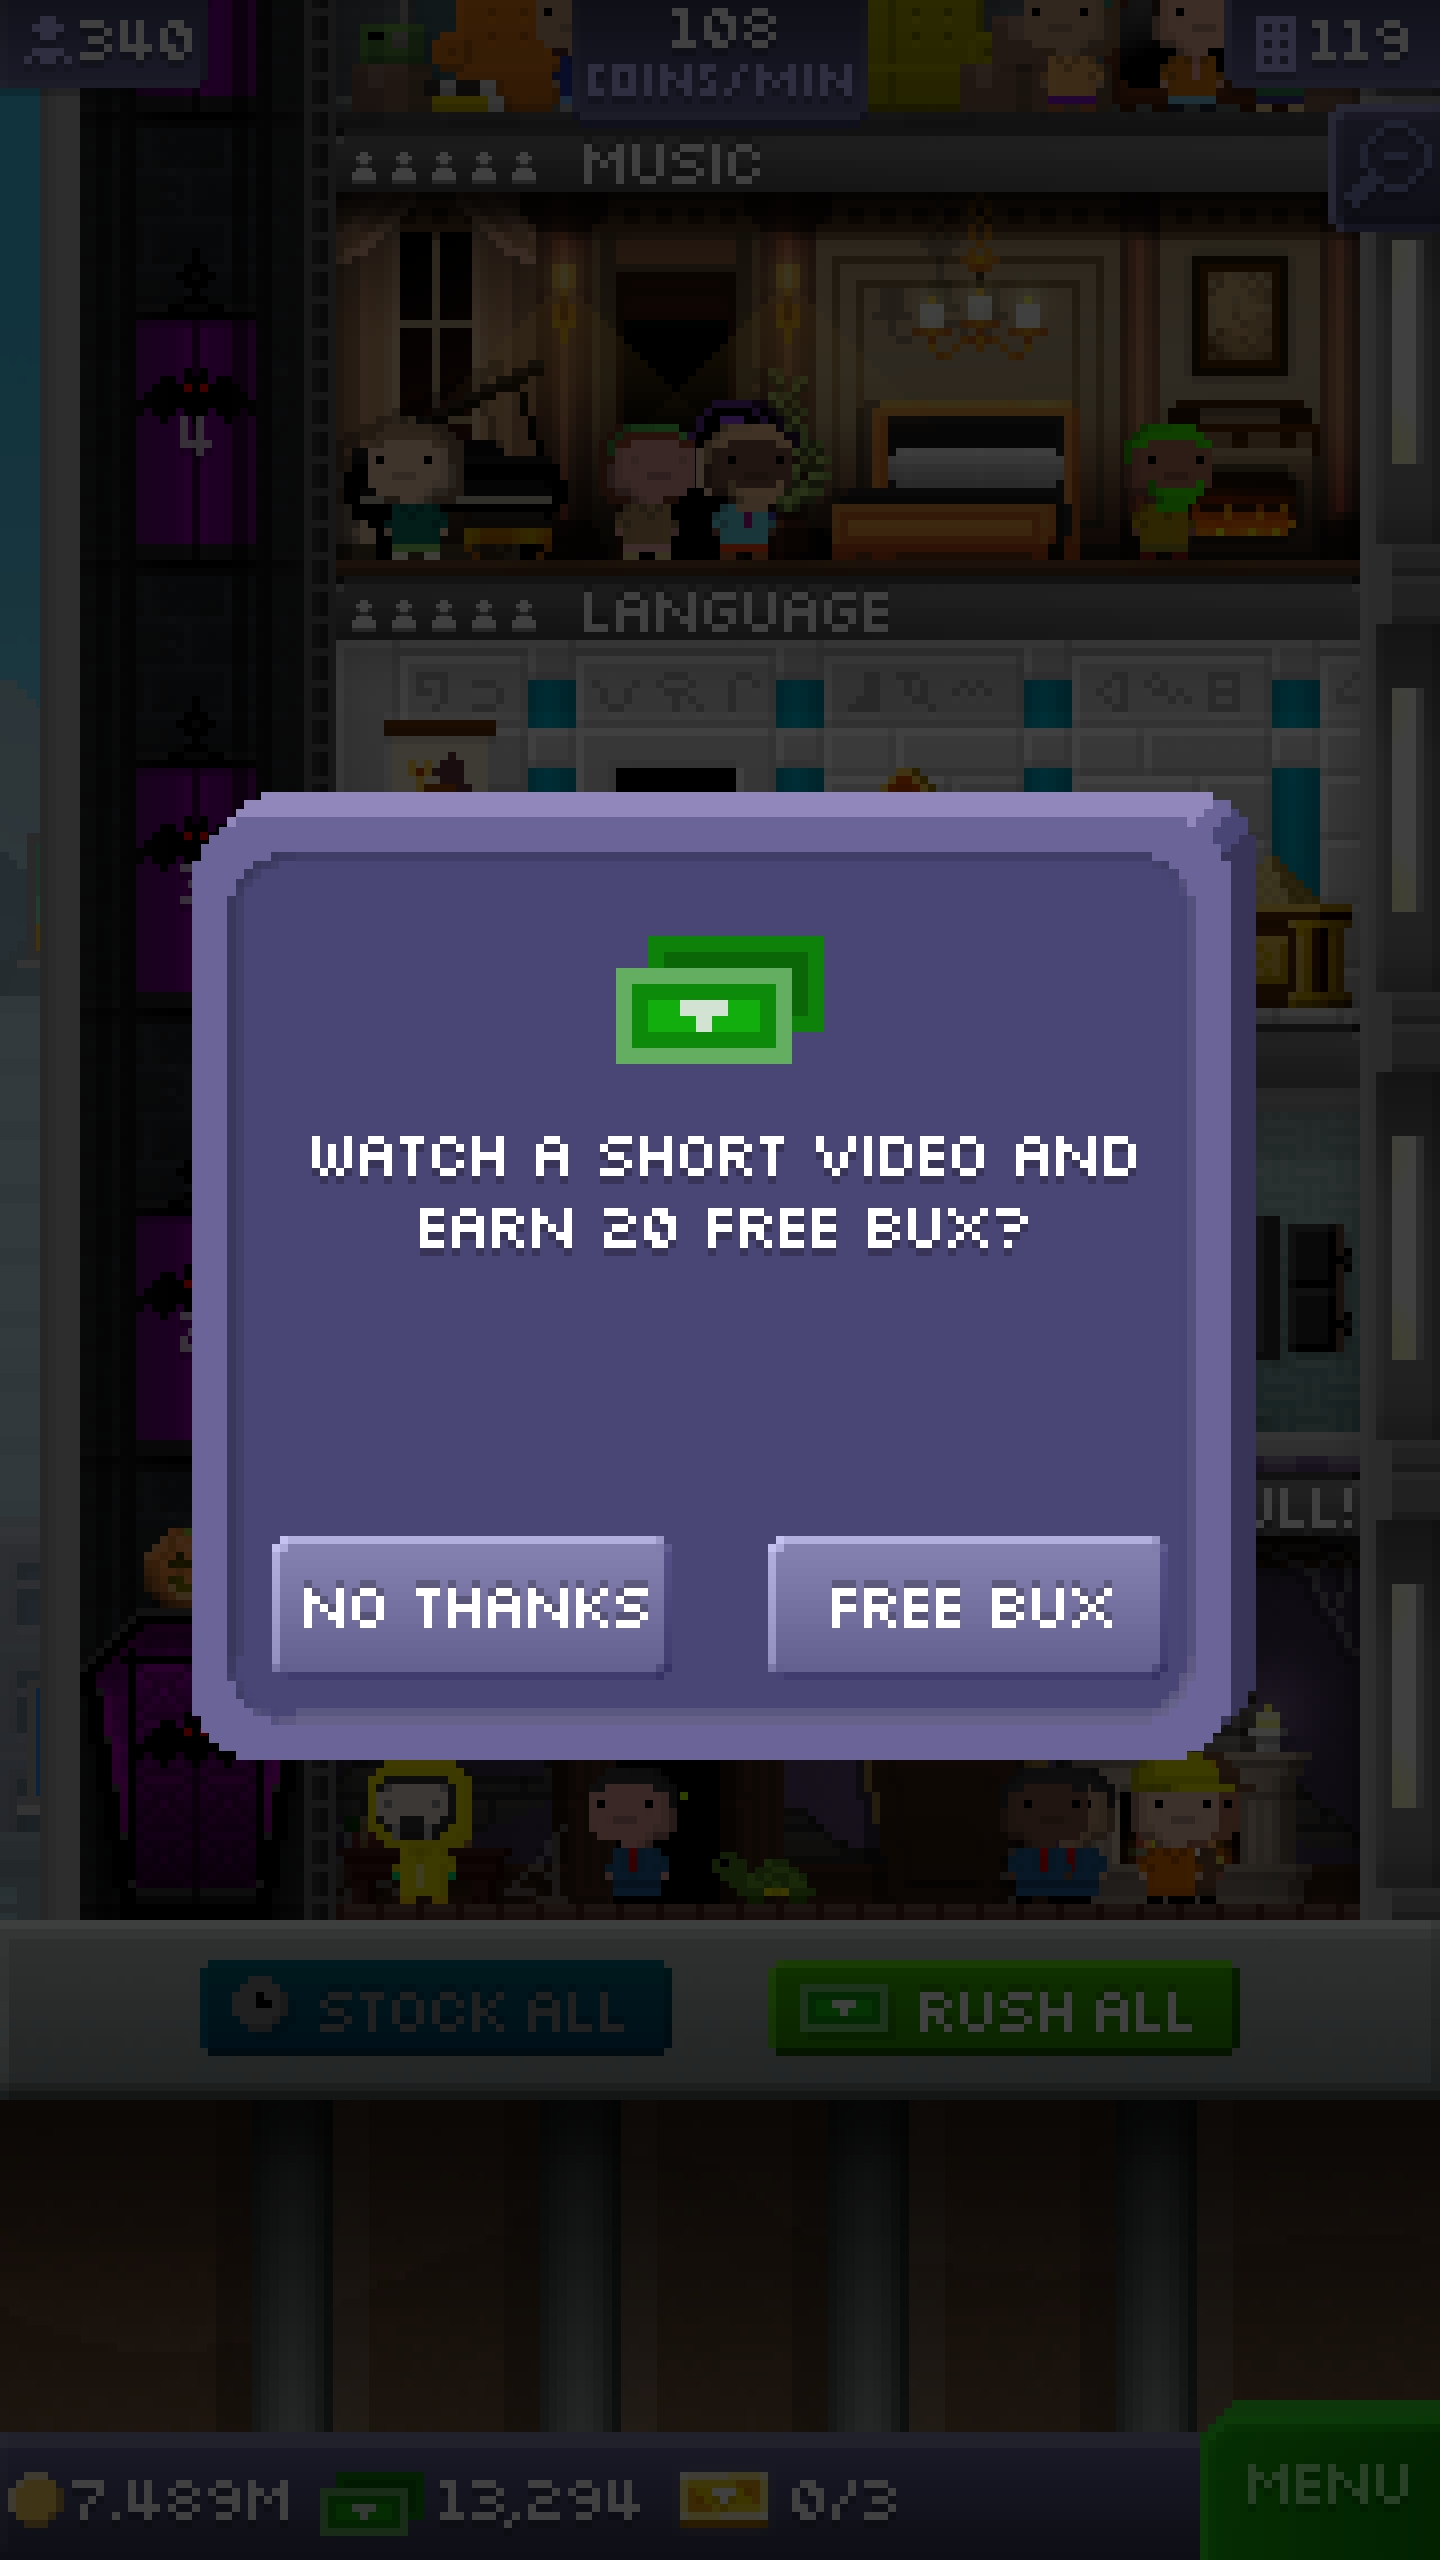 340
108
COINS/MIN
119
MUSIC
4
LANGUAGE
WATCH A SHORT VIDEO AND
EARN 20 FREE BUX?
ULL!
NO THANKS
FREE BUX
STOCK ALL
RUSH ALL
7.489M
13,294
0/3
MENU